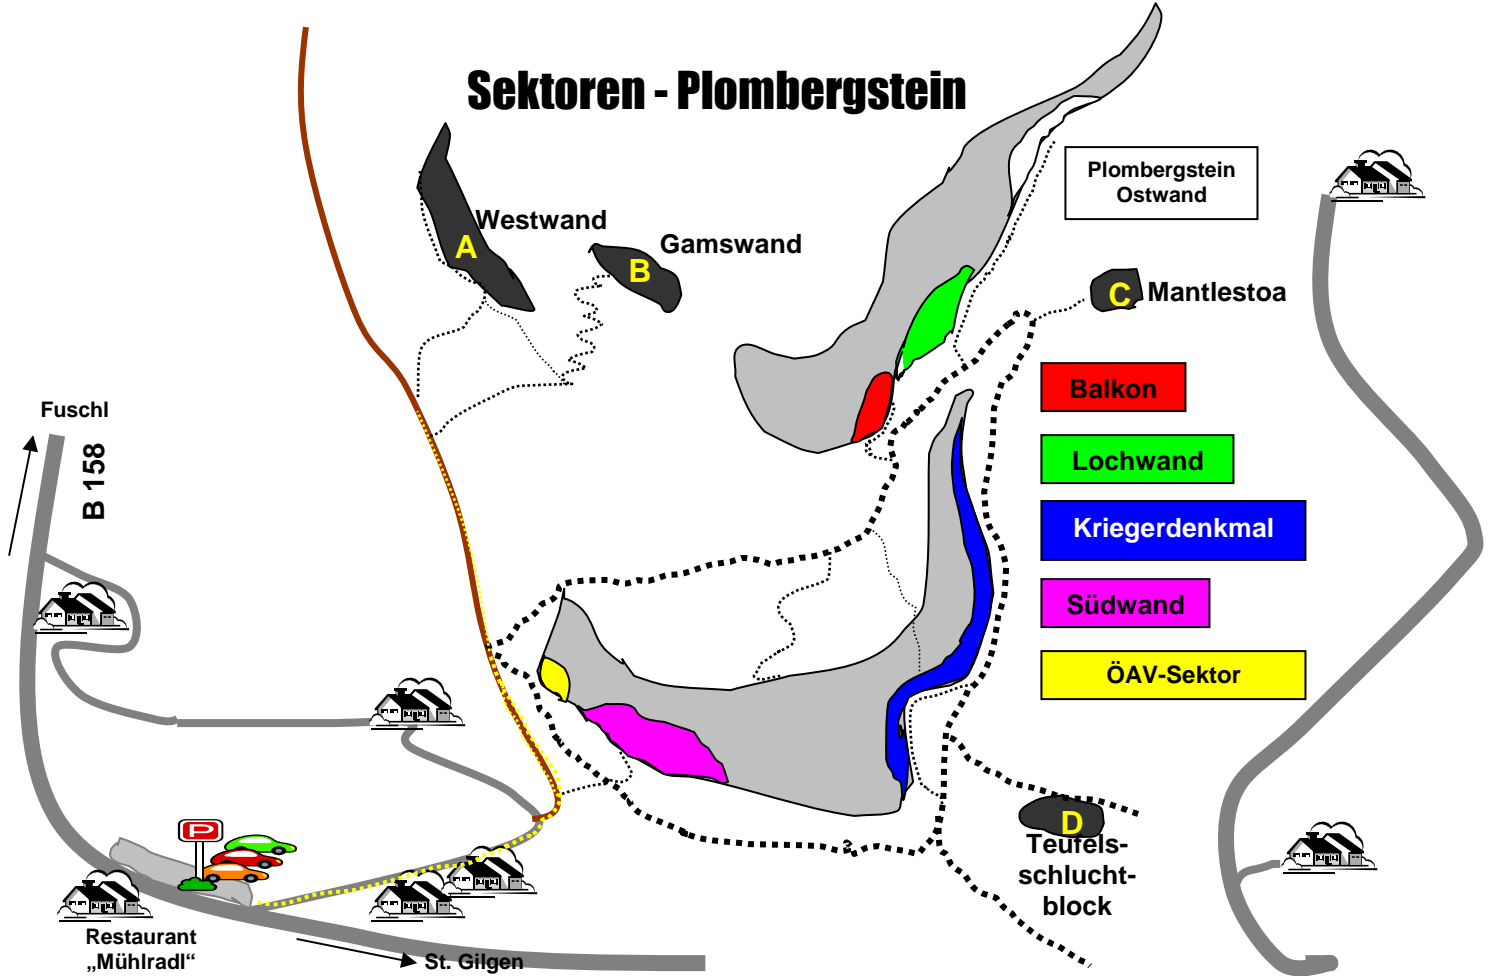 Sektoren - Plombergstein
Plombergstein
Ostwand
Westwand
A
Gamswand
B
C
Mantlestoa
Balkon
Lochwand
Kriegerdenkmal
Südwand
ÖAV-Sektor
Fuschl
B 158
P
D
Teufels-
schlucht-
block
Restaurant
„Mühlradl“
St. Gilgen